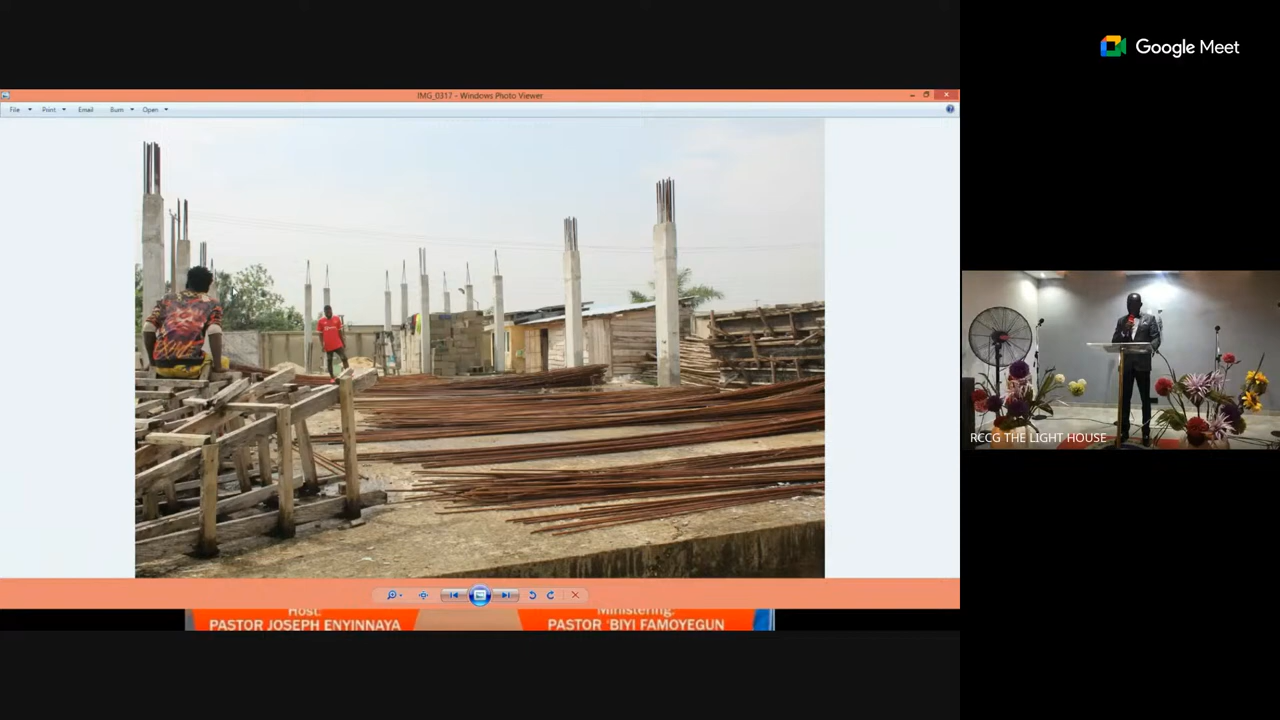 Google Meet
IMG_0317 - Windows Photo Viewer
File Print Email Burn Open
RCCG THE LIGHT HOUSE
Host:
Ministering:
PASTOR JOSEPH ENYINNAYA
PASTOR 'BIYI FAMOYEGUN